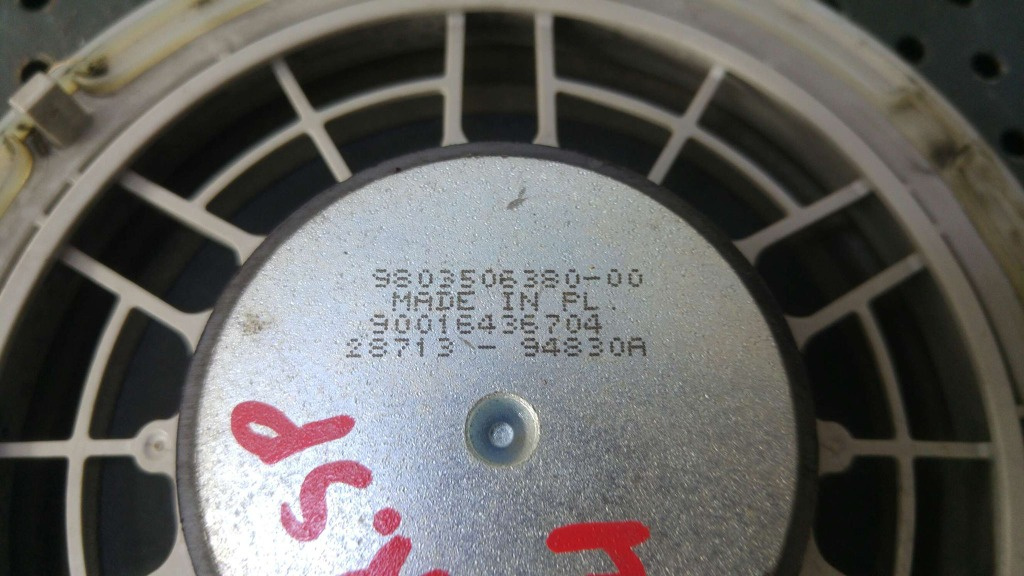 9803506380-00
MADE IN PL.
90016436704
28713 - 94830A